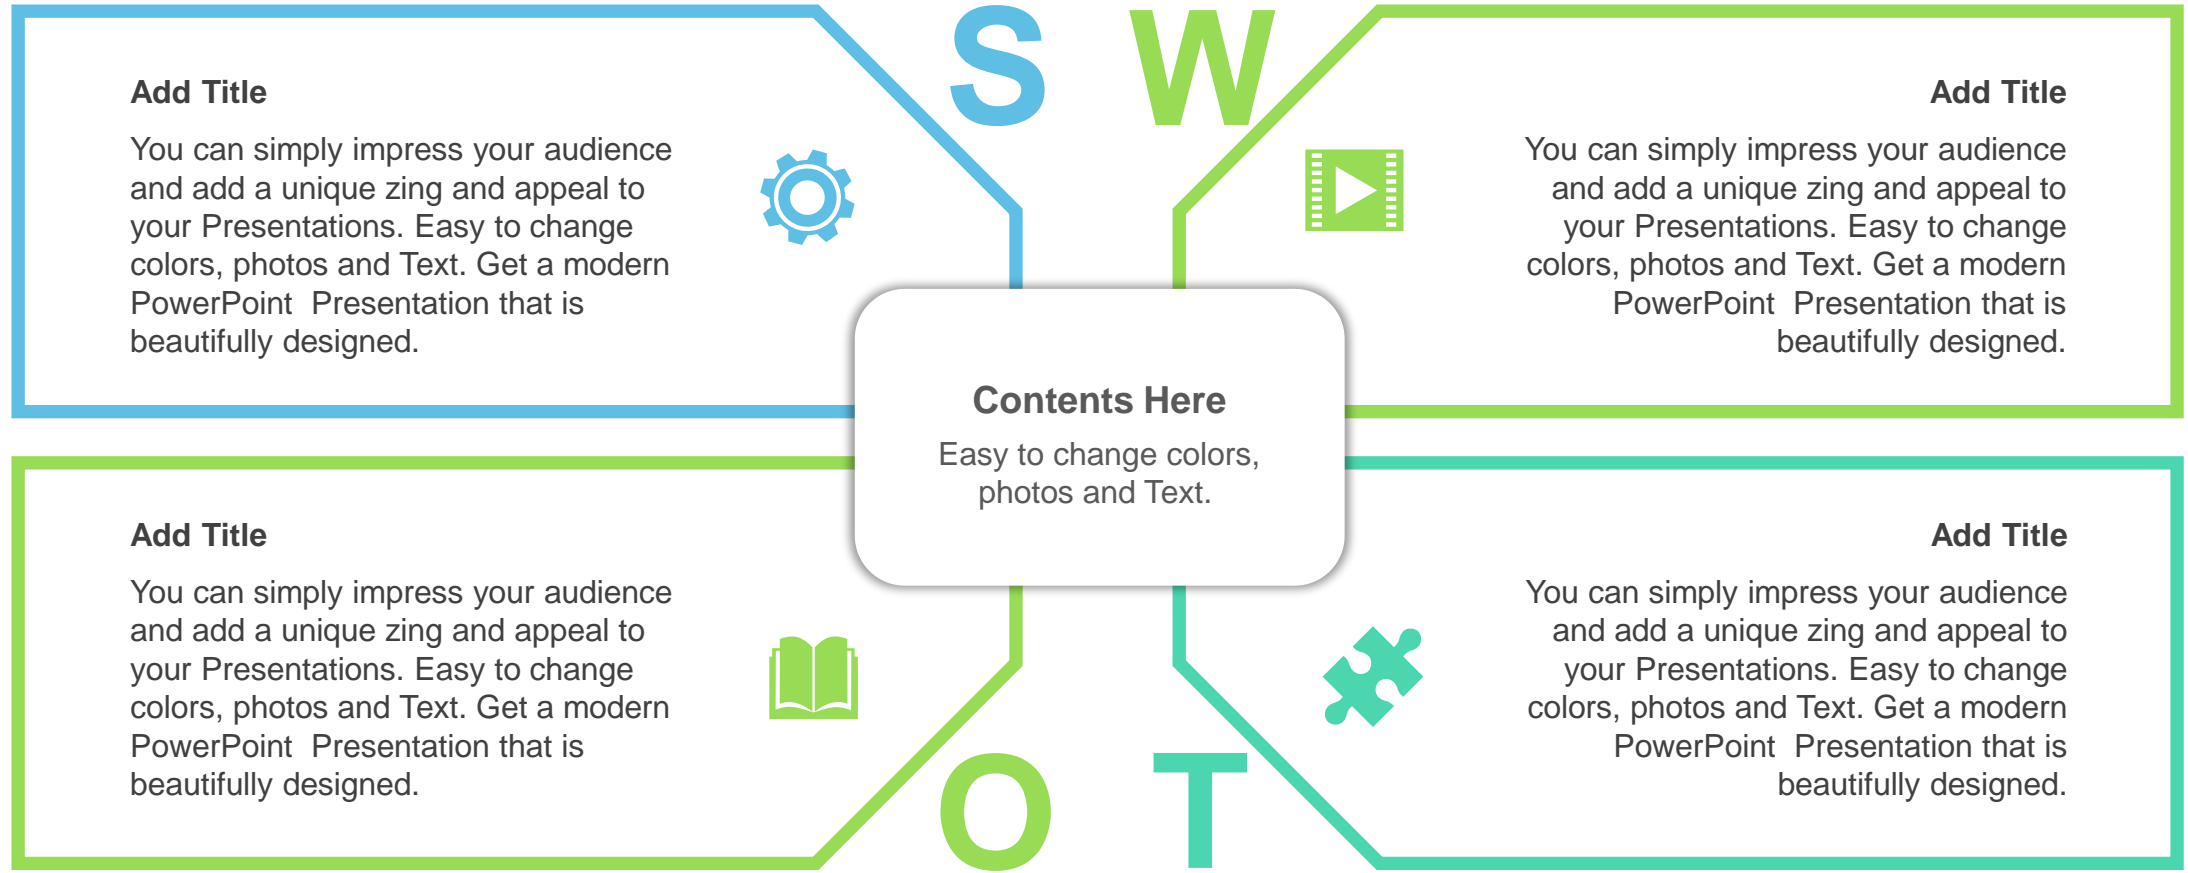 S W
Add Title
You can simply impress your audience
and add a unique zing and appeal to
your Presentations. Easy to change
colors, photos and Text. Get a modern
PowerPoint  Presentation that is
beautifully designed.
Add Title
You can simply impress your audience
and add a unique zing and appeal to
your Presentations. Easy to change
colors, photos and Text. Get a modern
PowerPoint  Presentation that is
beautifully designed.
Contents Here
Easy to change colors,
photos and Text.
Add Title
You can simply impress your audience
and add a unique zing and appeal to
your Presentations. Easy to change
colors, photos and Text. Get a modern
PowerPoint  Presentation that is
beautifully designed.
Add Title
You can simply impress your audience
and add a unique zing and appeal to
your Presentations. Easy to change
colors, photos and Text. Get a modern
PowerPoint  Presentation that is
beautifully designed.
O T